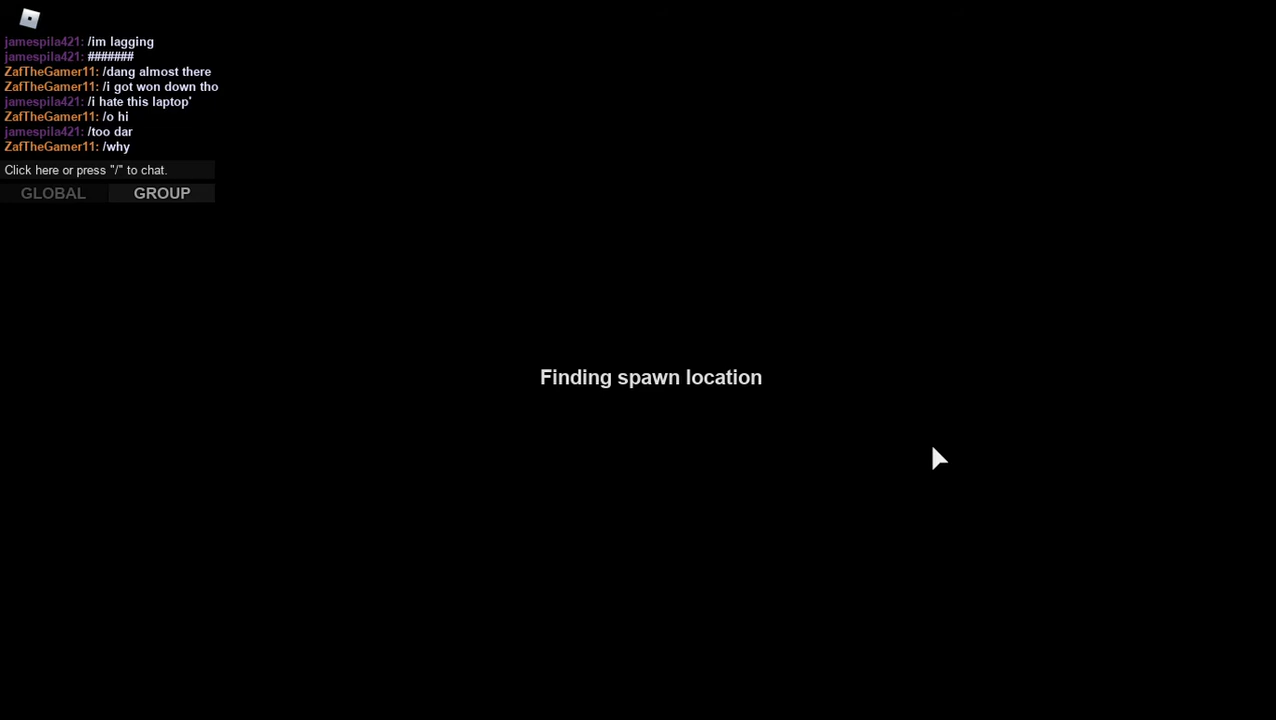 jamespila421: /im lagging
jamespila421: #######
ZafTheGamer11: /dang almost there
ZafTheGamer11: /i got won down tho
jamespila421: /i hate this laptop'
ZafTheGamer11: /o hi
jamespila421: /too dar
ZafTheGamer11: /why
Click here or press "/" to chat.
GLOBAL GROUP
Finding spawn location